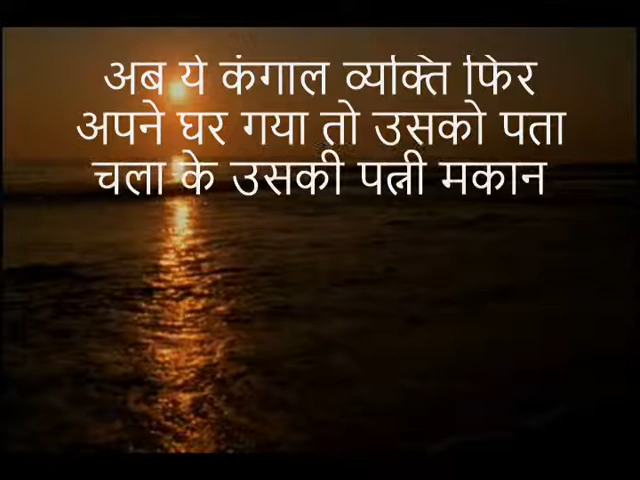 अब ये कंगाल व्यक्ति फिर
अपने घर गया तो उसको पता
चला के उसकी पत्नी मकान